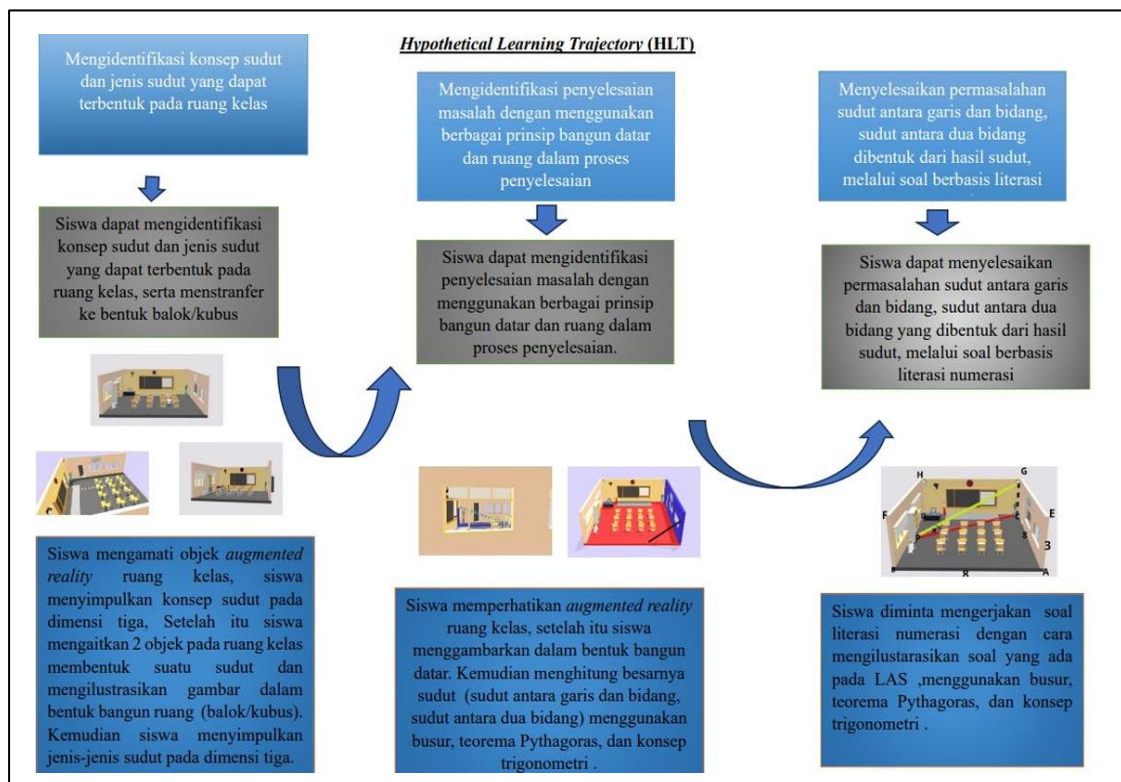 Hypothetical Learning Trajectory (HLT)
Mengidentifikasi konsep sudut
dan jenis sudut yang dapat
terbentuk pada ruang kelas
Siswa dapat mengidentifikasi
konsep sudut dan jenis sudut
yang dapat terbentuk pada
ruang kelas, serta menstranfer
ke bentuk balok/kubus
Siswa mengamati objek augmented
reality ruang kelas, siswa
menyimpulkan konsep sudut pada
dimensi tiga, Setelah itu siswa
mengaitkan 2 objek pada ruang kelas
membentuk suatu sudut dan
mengilustrasikan gambar dalam
bentuk bangun ruang (balok/kubus).
Kemudian siswa menyimpulkan
jenis-jenis sudut pada dimensi tiga.
Mengidentifikasi penyelesaian
masalah dengan menggunakan
berbagai prinsip bangun datar
dan ruang dalam proses
penyelesaian
Siswa dapat mengidentifikasi
penyelesaian masalah dengan
menggunakan berbagai prinsip
bangun datar dan ruang dalam
proses penyelesaian.
Siswa memperhatikan augmented reality
ruang kelas, setelah itu siswa
menggambarkan dalam bentuk bangun
datar. Kemudian menghitung besarnya
sudut (sudut antara garis dan bidang,
sudut antara dua bidang) menggunakan
busur, teorema Pythagoras, dan konsep
trigonometri .
Menyelesaikan permasalahan
sudut antara garis dan bidang,
sudut antara dua bidang
dibentuk dari hasil sudut,
melalui soal berbasis literasi
Siswa dapat menyelesaikan
permasalahan sudut antara garis
dan bidang, sudut antara dua
bidang yang dibentuk dari hasil
sudut, melalui soal berbasis
literasi numerasi
H
G
F
E
8
3
8
A
Siswa diminta mengerjakan soal
literasi numerasi dengan cara
mengilustarasikan soal yang ada
pada LAS ,menggunakan busur,
teorema Pythagoras, dan konsep
trigonometri .